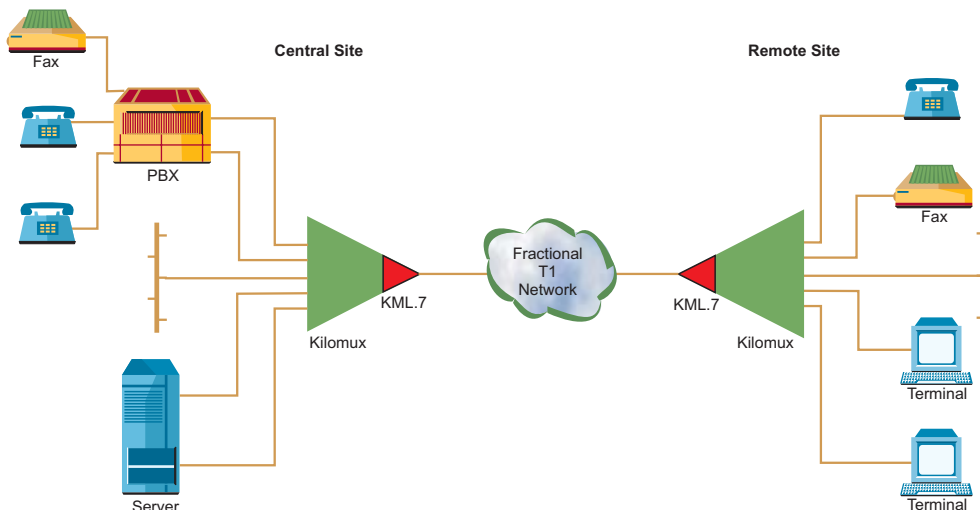 Central Site
Remote Site
Fax
PBX
Fax
Fractional
T1
Network
KML.7
KML.7
Kilomux
Kilomux
Terminal
Server
Terminal